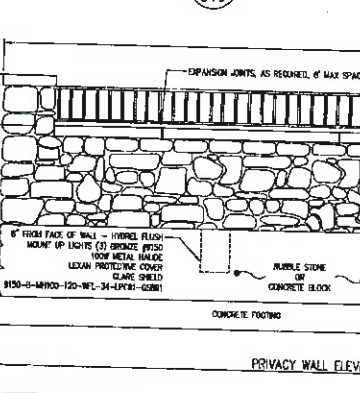 EXPANSION JOINTS, AS REQUIRED, 6' MAX SPAC
6" FROM FACE OF WALL - HYDREL FLUSH
MOUNT UP LIGHTS (3) BRONZE #9150
100W METAL HALIDE
LEXAN PROTECTIVE COVER
GLARE SHIELD
RUBBLE STONE
OR
CONCRETE BLOCK
CONCRETE FOOTING
PRIVACY WALL ELEV